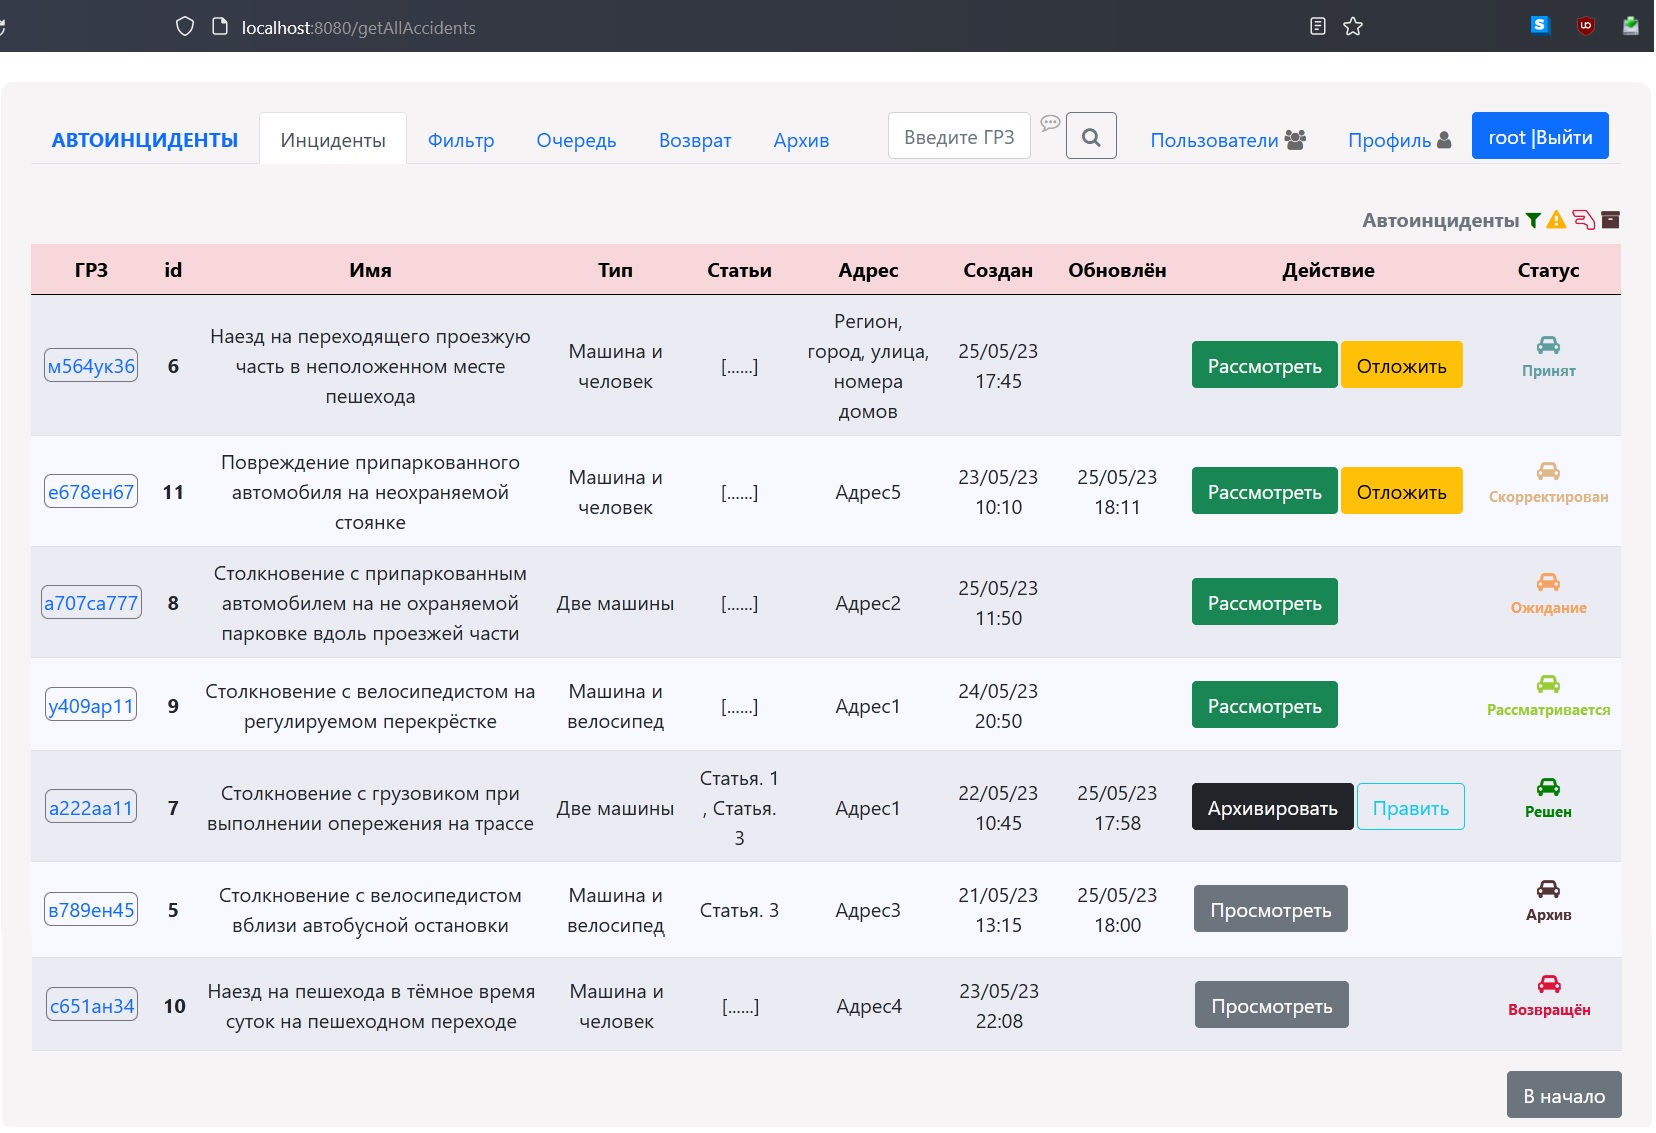 localhost:8080/getAllAccidents
АВТОИНЦИДЕНТЫ Инциденты Фильтр Очередь Возврат Архив Введите ГРЗ Пользователи Профиль root |Выйти
Автоинциденты
ГРЗ id Имя Тип Статьи Адрес Создан Обновлён Действие Статус
м564ук36 6 Наезд на переходящего проезжую
часть в неположенном месте
пешехода
Машина и
человек
[......]
Регион,
город, улица,
номера
домов
25/05/23
17:45
Рассмотреть Отложить Принят
е678ен67 11 Повреждение припаркованного
автомобиля на неохраняемой
стоянке
Машина и
человек
[......] Адрес5
23/05/23
10:10
25/05/23
18:11
Рассмотреть Отложить Скорректирован
а707са777 8 Столкновение с припаркованным
автомобилем на не охраняемой
парковке вдоль проезжей части
Две машины [......] Адрес2
25/05/23
11:50
Рассмотреть Ожидание
у409ар11 9 Столкновение с велосипедистом на
регулируемом перекрёстке
Машина и
велосипед
[......] Адрес1
24/05/23
20:50
Рассмотреть Рассматривается
а222аа11 7 Столкновение с грузовиком при
выполнении опережения на трассе
Две машины
Статья. 1
, Статья.
3
Адрес1
22/05/23
10:45
25/05/23
17:58
Архивировать Править Решен
в789ен45 5 Столкновение с велосипедистом
вблизи автобусной остановки
Машина и
велосипед
Статья. 3 Адрес3
21/05/23
13:15
25/05/23
18:00
Просмотреть Архив
с651ан34 10 Наезд на пешехода в тёмное время
суток на пешеходном переходе
Машина и
человек
[......] Адрес4
23/05/23
22:08
Просмотреть Возвращён
В начало